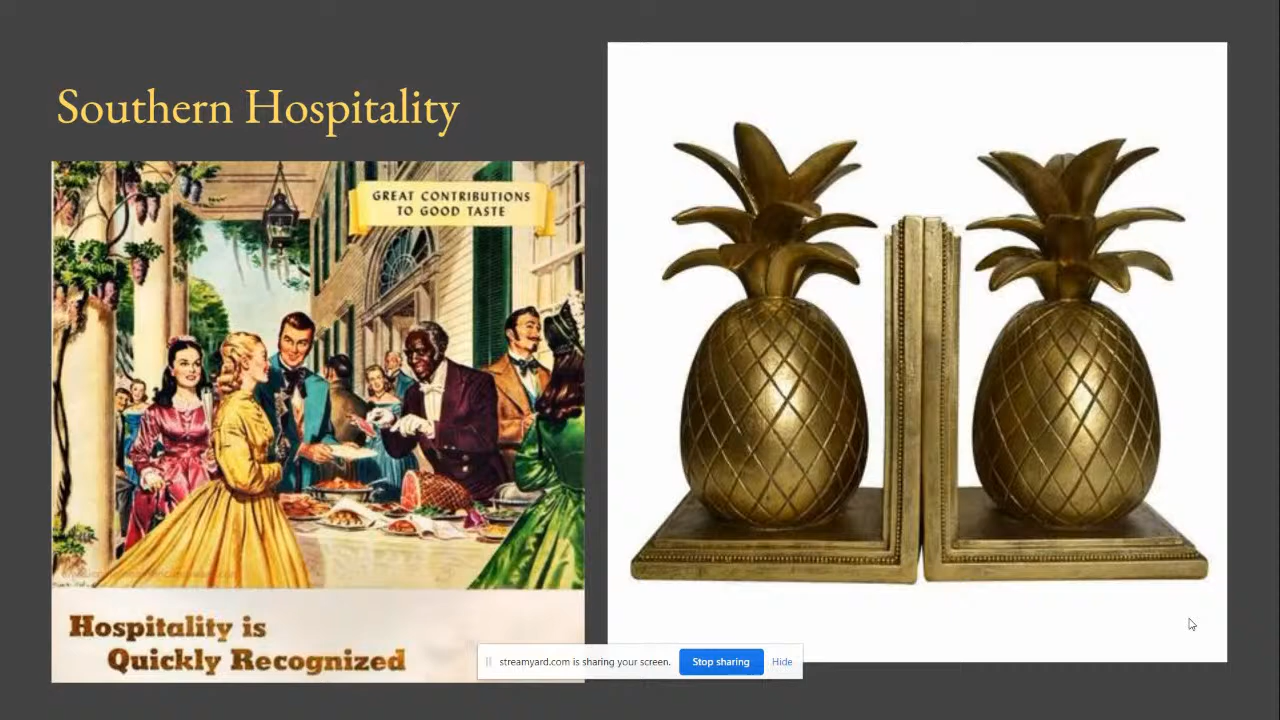 Southern Hospitality
GREAT CONTRIBUTIONS
TO GOOD TASTE
Hospitality is
Quickly Recognized
streamyard.com is sharing your screen.
Stop sharing
Hide